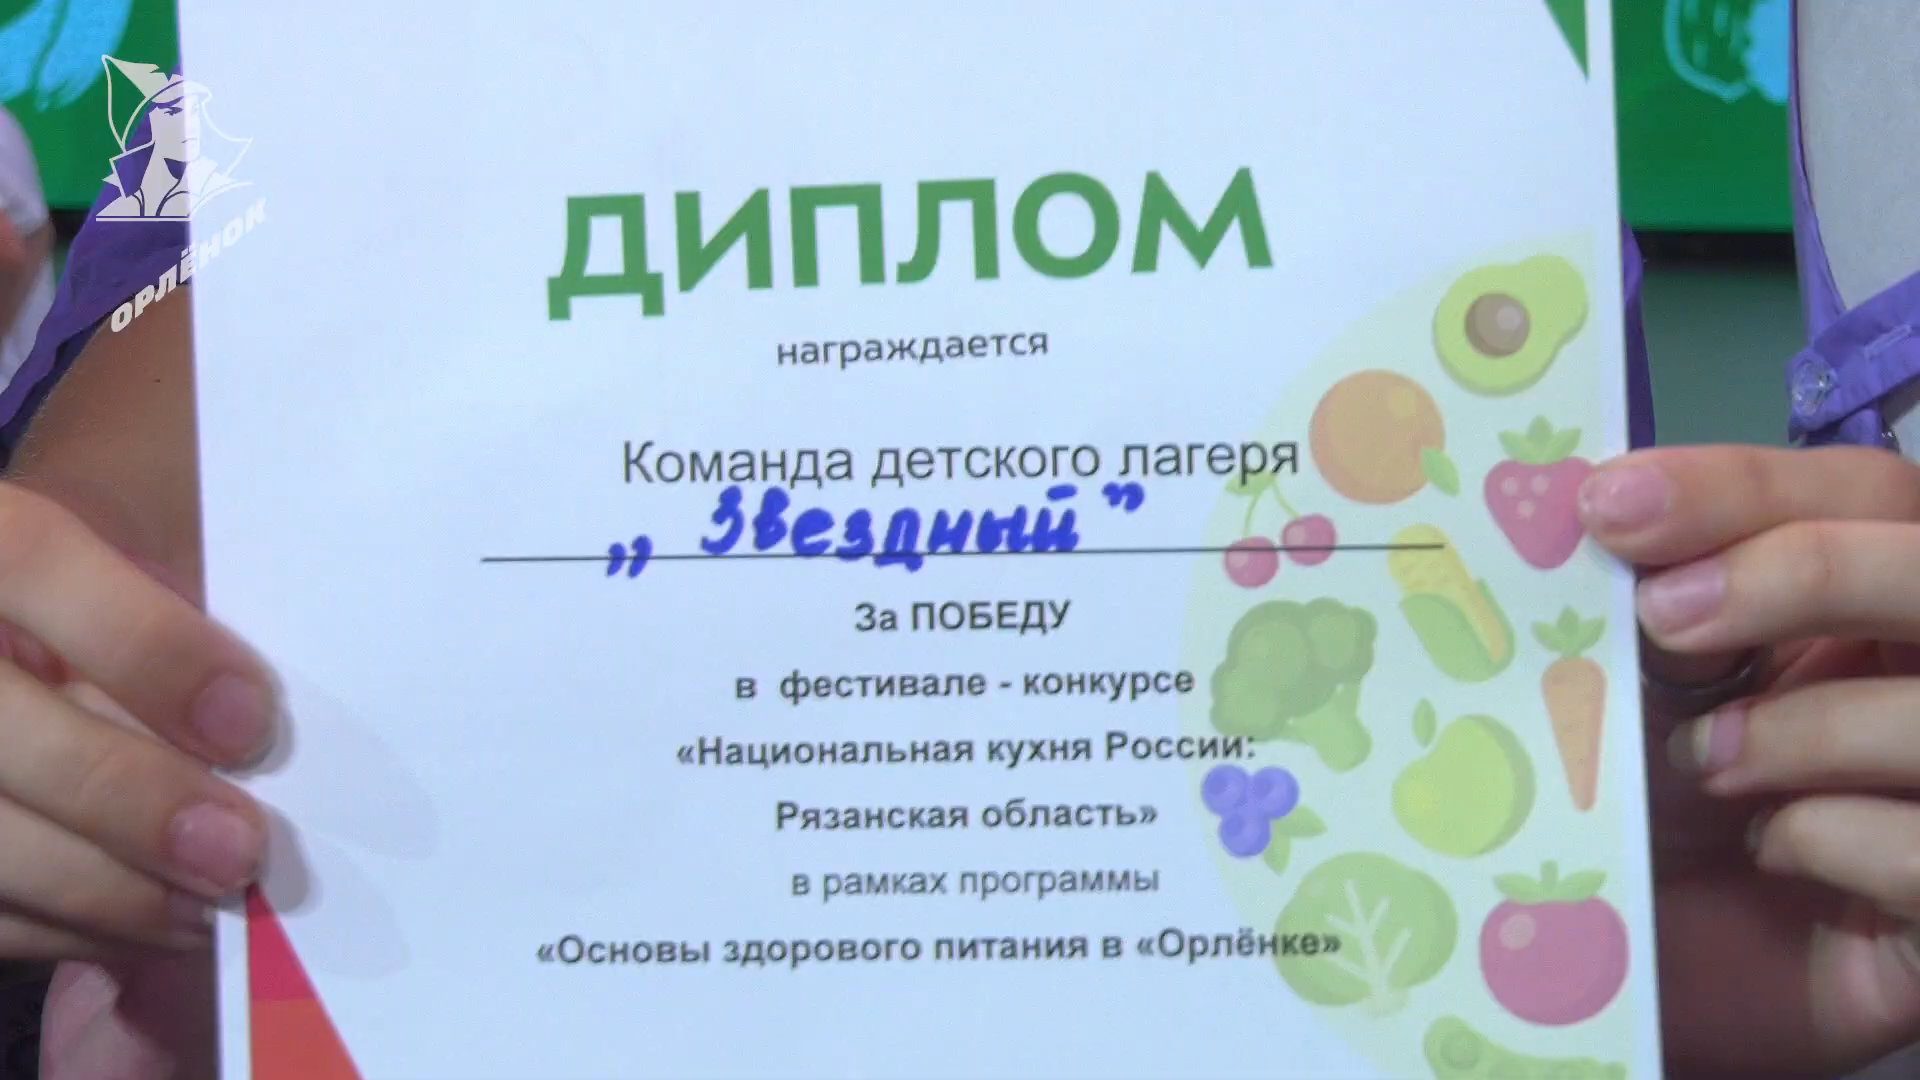 ОРЛЁНОК
ДИПЛОМ
награждается
Команда детского лагеря
„ Звездный ”
За ПОБЕДУ
в фестивале - конкурсе
«Национальная кухня России:
Рязанская область»
в рамках программы
«Основы здорового питания в «Орлёнке»